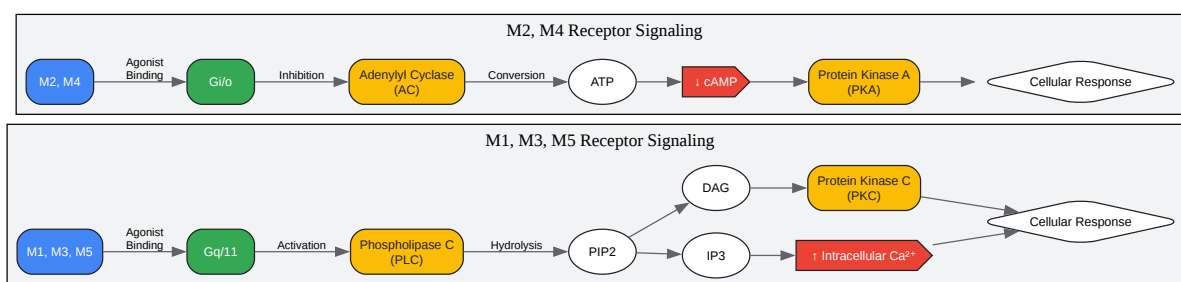 M2, M4 Receptor Signaling
M2, M4
Agonist
Binding
Gi/o
Inhibition
Adenylyl Cyclase
(AC)
Conversion
ATP
↓ cAMP
Protein Kinase A
(PKA)
Cellular Response
M1, M3, M5 Receptor Signaling
M1, M3, M5
Agonist
Binding
Gq/11
Activation
Phospholipase C
(PLC)
Hydrolysis
PIP2
DAG
Protein Kinase C
(PKC)
IP3
↑ Intracellular Ca²⁺
Cellular Response